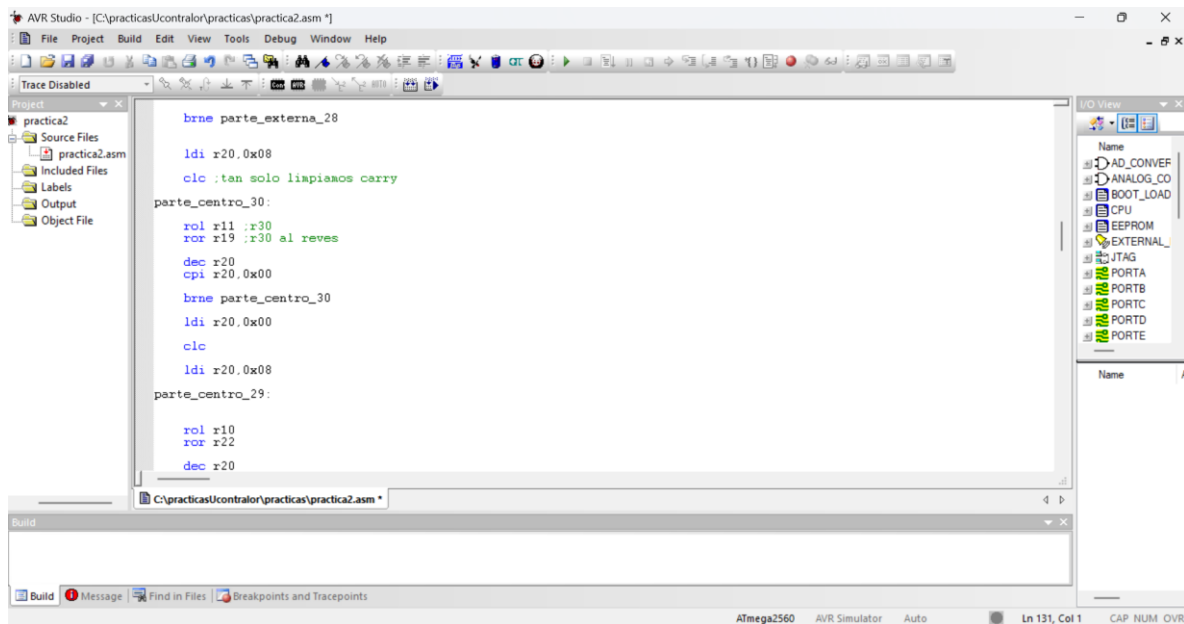 AVR Studio - [C:\practicasUcontralor\practicas\practica2.asm *]
File Project Build Edit View Tools Debug Window Help
Trace Disabled
Project
practica2
Source Files
practica2.asm
Included Files
Labels
Output
Object File
brne parte_externa_28
ldi r20,0x08
clc ;tan solo limpiamos carry
parte_centro_30:
rol r11 ;r30
ror r19 ;r30 al reves
dec r20
cpi r20,0x00
brne parte_centro_30
ldi r20,0x00
clc
ldi r20,0x08
parte_centro_29:
rol r10
ror r22
dec r20
C:\practicasUcontralor\practicas\practica2.asm *
I/O View
Name
AD_CONVER
ANALOG_CO
BOOT_LOAD
CPU
EEPROM
EXTERNAL_
JTAG
PORTA
PORTB
PORTC
PORTD
PORTE
Name
Build
Build Message Find in Files Breakpoints and Tracepoints
ATmega2560 AVR Simulator Auto Ln 131, Col 1 CAP NUM OVR